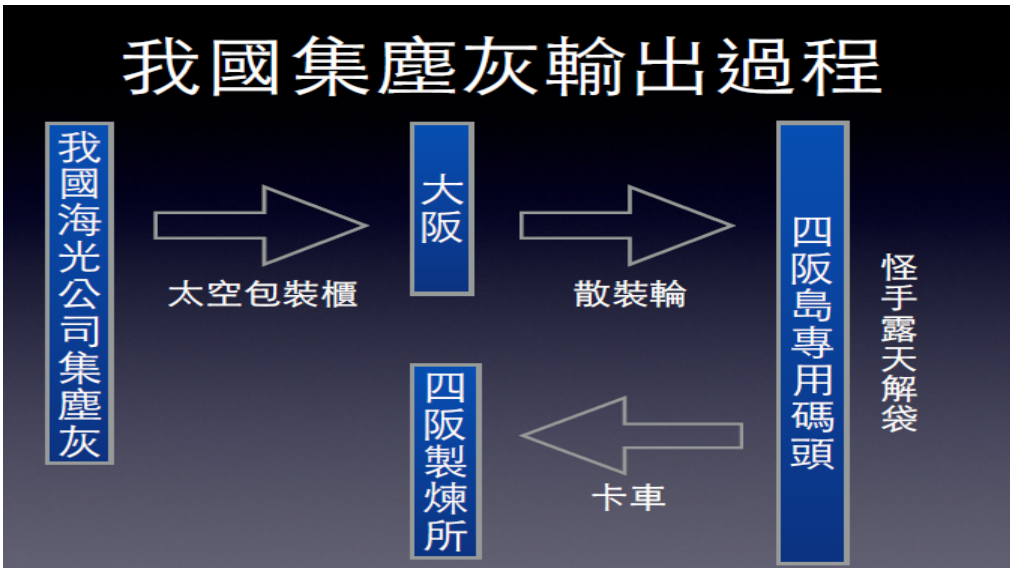 我國集塵灰輸出過程
我國海光公司集塵灰
太空包裝櫃
大阪
散裝輪
四阪島專用碼頭
怪手露天解袋
卡車
四阪製煉所